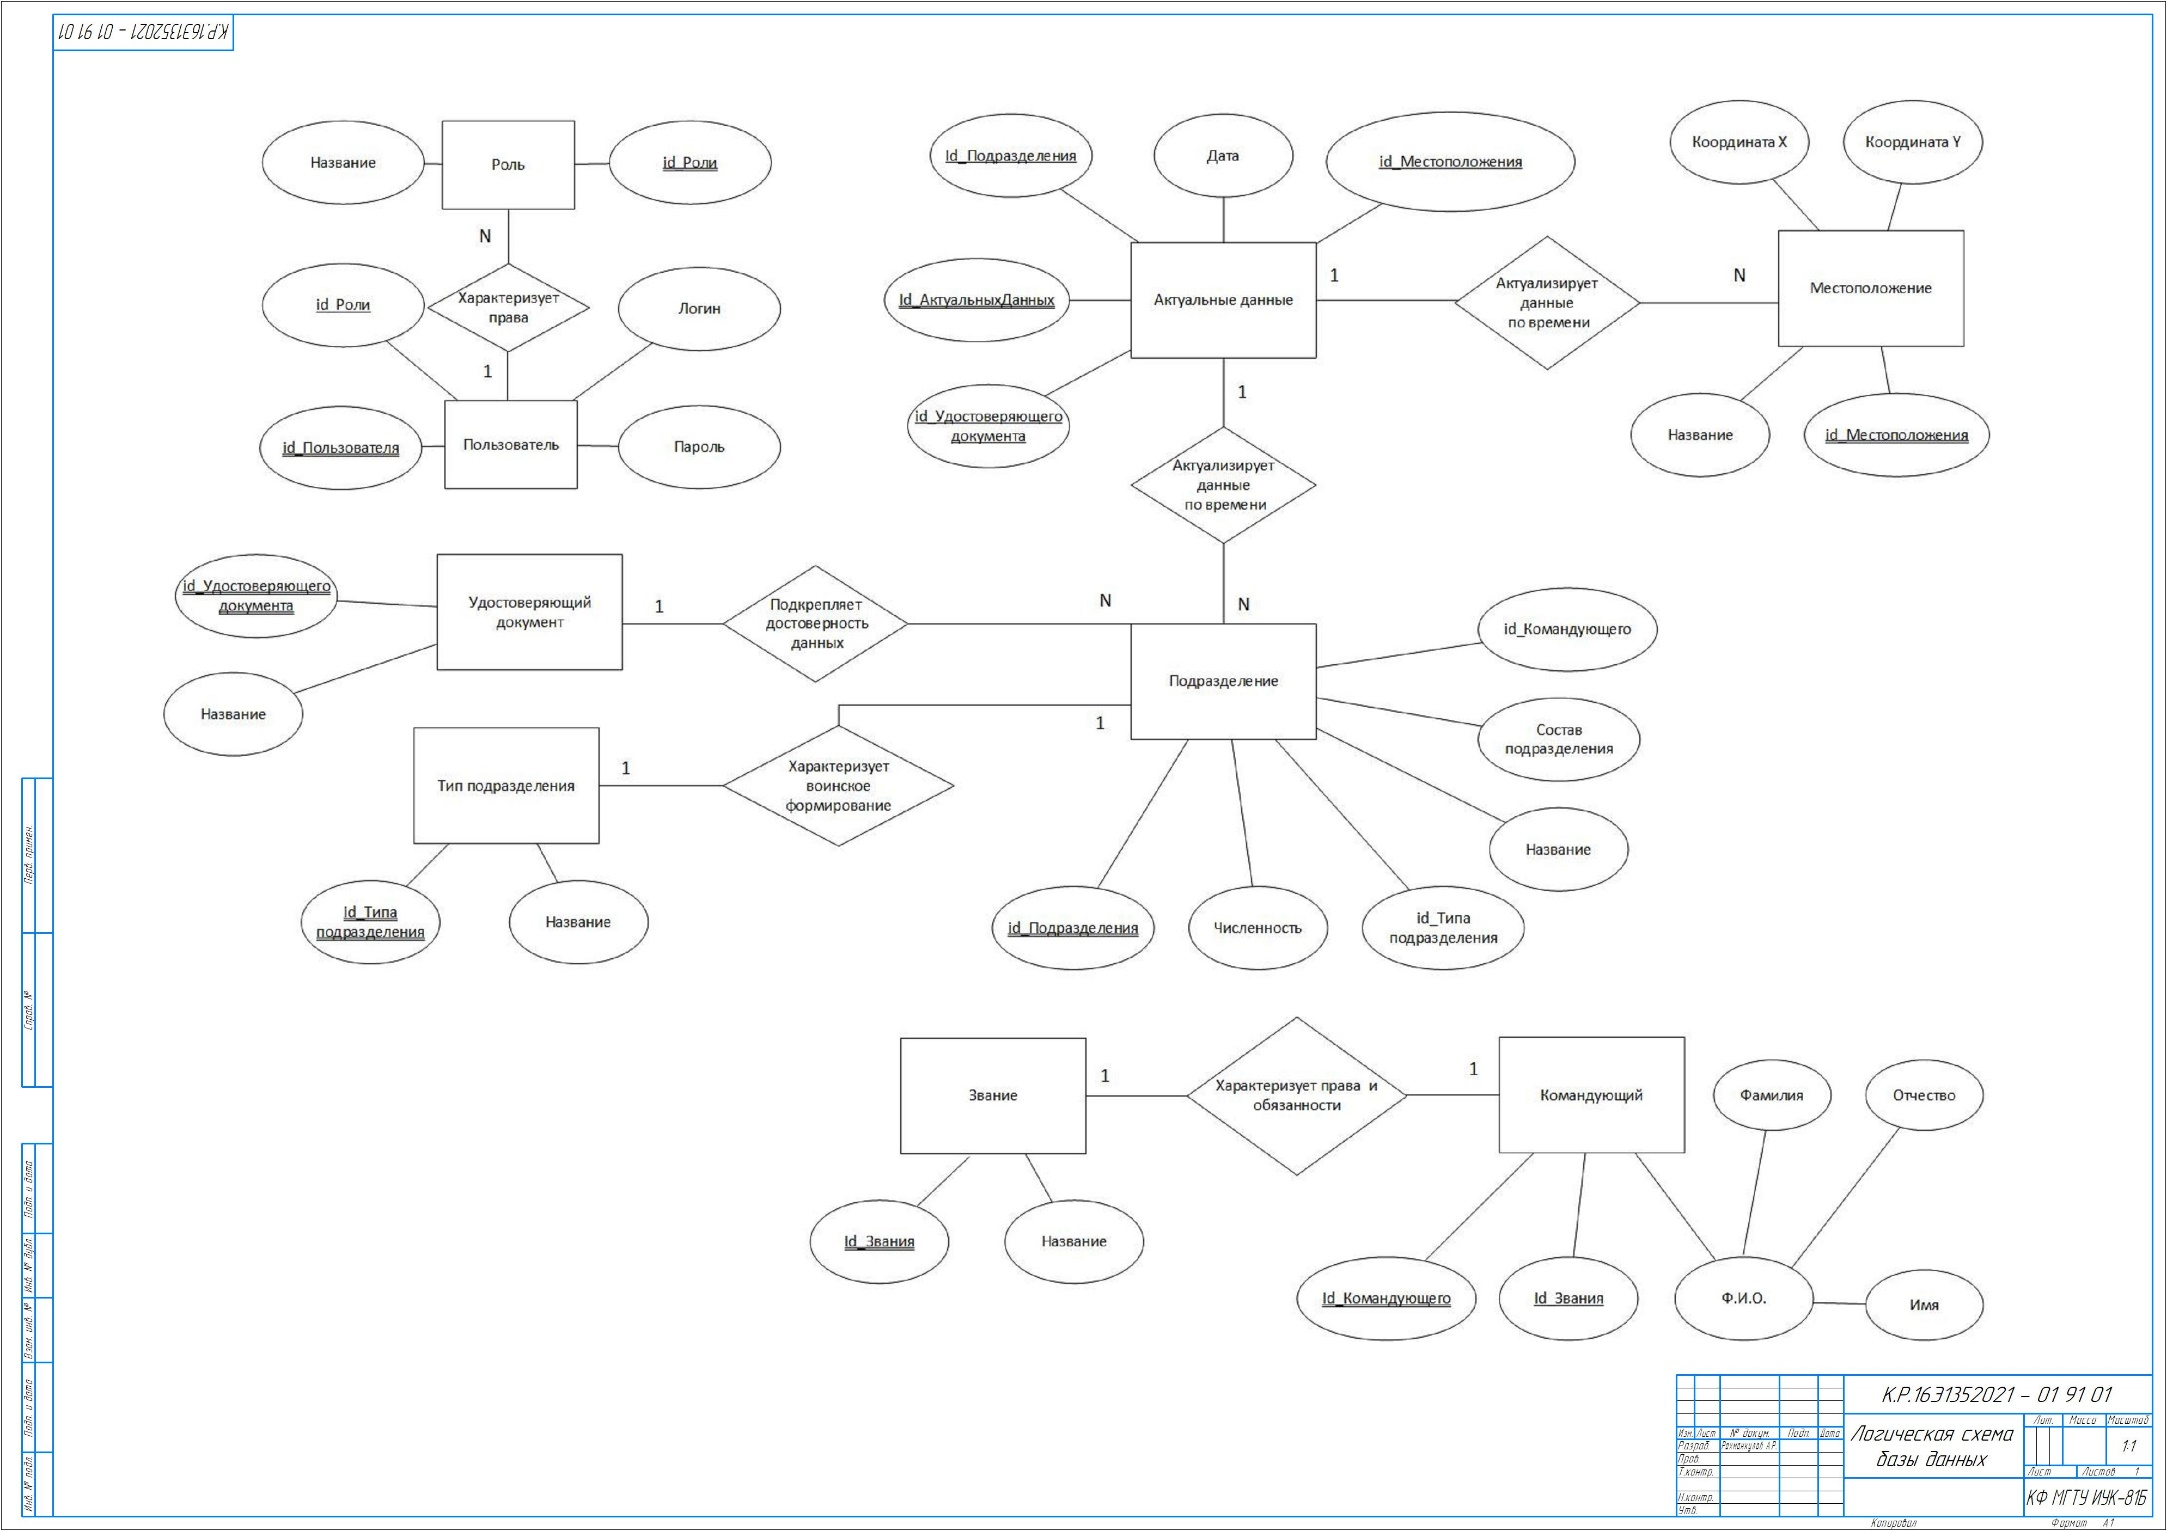 К.Р.1631352021 – 01 91 01
Название
Роль
id_Роли
N
Характеризует
права
id_Роли
Логин
1
id_Пользователя
Пользователь
Пароль
Id_Подразделения
Дата
id_Местоположения
Id_АктуальныхДанных
Актуальные данные
id_Удостоверяющего
документа
1
Актуализирует
данные
по времени
N
Координата X
Координата Y
Местоположение
Название
id_Местоположения
1
Актуализирует
данные
по времени
N
id_Удостоверяющего
документа
Удостоверяющий
документ
Название
1
Подкрепляет
достоверность
данных
N
Подразделение
id_Командующего
Состав
подразделения
Название
id_Подразделения
Численность
id_Типа
подразделения
1
Тип подразделения
1
Характеризует
воинское
формирование
id_Типа
подразделения
Название
Звание
1
Характеризует права и
обязанности
1
Командующий
Фамилия
Отчество
Id_Звания
Название
Id_Командующего
Id_Звания
Ф.И.О.
Имя
Перв. примен.
Справ. №
Подп. и дата
Инв. № дубл.
Взам. инв. №
Подп. и дата
Инв. № подл.
К.Р.1631352021 – 01 91 01
Логическая схема
базы данных
Лит.
Масса
Масштаб
1:1
Изм.
Лист
№ докум.
Подп.
Дата
Разраб.
Рахманкулов А.Р.
Пров.
Т.контр.
Лист
Листов 1
Н.контр.
Утв.
КФ МГТУ ИУК-81Б
Копировал
Формат А1